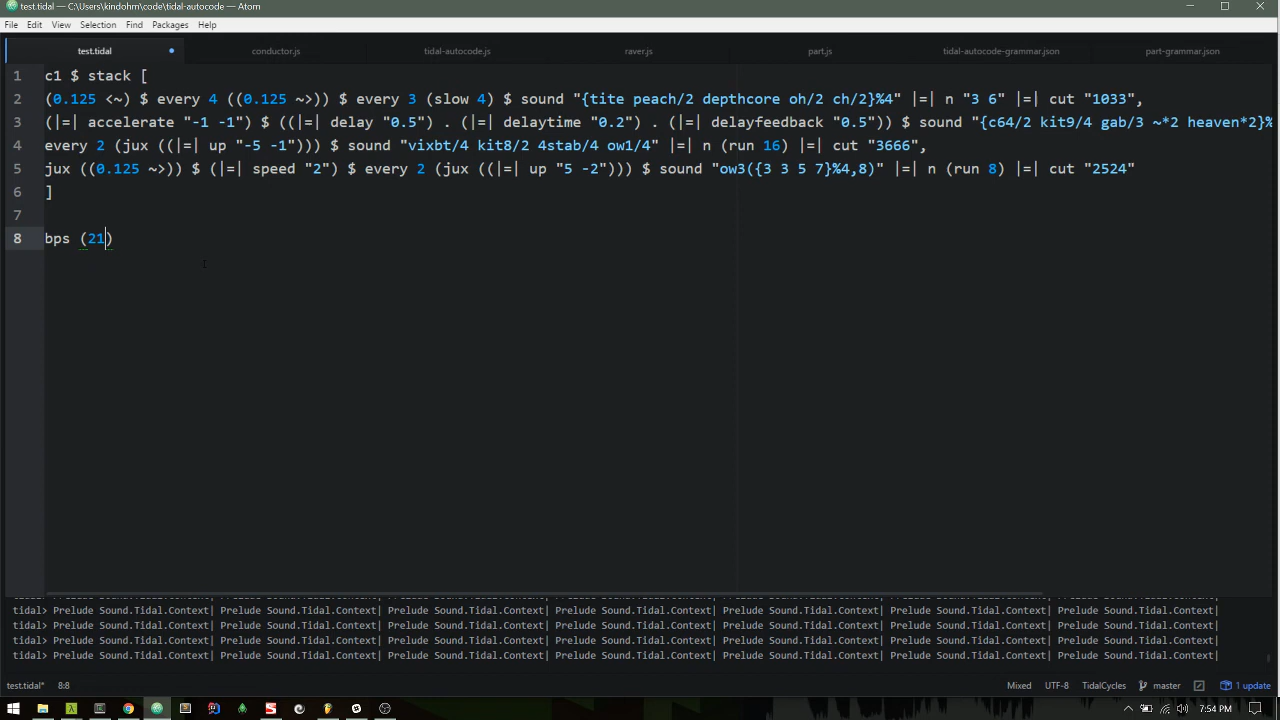 test.tidal — C:\Users\kindohm\code\tidal-autocode — Atom
File Edit View Selection Find Packages Help
test.tidal conductor.js tidal-autocode.js raver.js part.js tidal-autocode-grammar.json part-grammar.json
1 c1 $ stack [
2 (0.125 <~) $ every 4 ((0.125 ~>)) $ every 3 (slow 4) $ sound "{tite peach/2 depthcore oh/2 ch/2}%4" |=| n "3 6" |=| cut "1033",
3 (|=| accelerate "-1 -1") $ ((|=| delay "0.5") . (|=| delaytime "0.2") . (|=| delayfeedback "0.5")) $ sound "{c64/2 kit9/4 gab/3 ~*2 heaven*2}%
4 every 2 (jux ((|=| up "-5 -1"))) $ sound "vixbt/4 kit8/2 4stab/4 ow1/4" |=| n (run 16) |=| cut "3666",
5 jux ((0.125 ~>)) $ (|=| speed "2") $ every 2 (jux ((|=| up "5 -2"))) $ sound "ow3({3 3 5 7}%4,8)" |=| n (run 8) |=| cut "2524"
6 ]
7
8 bps (21)
tidal> Prelude Sound.Tidal.Context| Prelude Sound.Tidal.Context| Prelude Sound.Tidal.Context| Prelude Sound.Tidal.Context| Prelude Sound.Tidal.Context| Prelude Sound.Tidal.Context| Prelude Sound.Tidal.Context|
tidal> Prelude Sound.Tidal.Context| Prelude Sound.Tidal.Context| Prelude Sound.Tidal.Context| Prelude Sound.Tidal.Context| Prelude Sound.Tidal.Context| Prelude Sound.Tidal.Context| Prelude Sound.Tidal.Context|
tidal> Prelude Sound.Tidal.Context| Prelude Sound.Tidal.Context| Prelude Sound.Tidal.Context| Prelude Sound.Tidal.Context| Prelude Sound.Tidal.Context| Prelude Sound.Tidal.Context| Prelude Sound.Tidal.Context|
tidal> Prelude Sound.Tidal.Context| Prelude Sound.Tidal.Context| Prelude Sound.Tidal.Context| Prelude Sound.Tidal.Context| Prelude Sound.Tidal.Context| Prelude Sound.Tidal.Context| Prelude Sound.Tidal.Context|
test.tidal* 8:8 Mixed UTF-8 TidalCycles master 1 update
7:54 PM